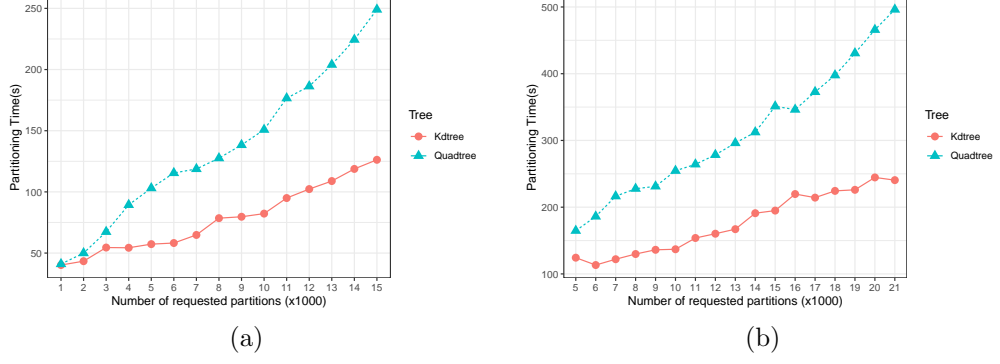 250
200
150
100
50
Partitioning Time(s)
1 2 3 4 5 6 7 8 9 10 11 12 13 14 15
Number of requested partitions (x1000)
Tree
Kdtree
Quadtree
(a)
500
400
300
200
100
Partitioning Time(s)
5 6 7 8 9 10 11 12 13 14 15 16 17 18 19 20 21
Number of requested partitions (x1000)
Tree
Kdtree
Quadtree
(b)